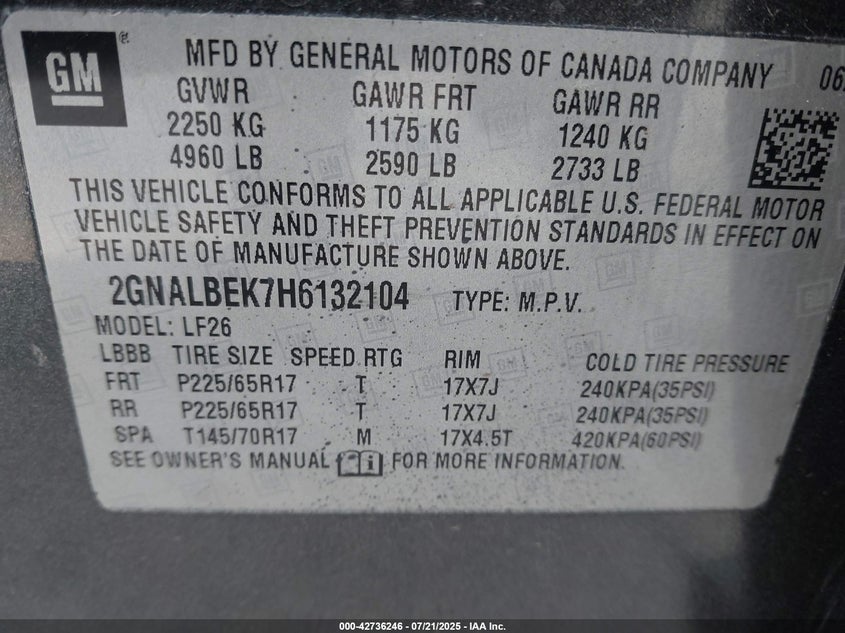 GM ® MFD BY GENERAL MOTORS OF CANADA COMPANY
GVWR GAWR FRT GAWR RR
2250 KG 1175 KG 1240 KG
4960 LB 2590 LB 2733 LB
THIS VEHICLE CONFORMS TO ALL APPLICABLE U.S. FEDERAL MOTOR
VEHICLE SAFETY AND THEFT PREVENTION STANDARDS IN EFFECT ON
THE DATE OF MANUFACTURE SHOWN ABOVE.
2GNALBEK7H6132104 TYPE: M.P.V.
MODEL: LF26
LBBB TIRE SIZE SPEED RTG RIM COLD TIRE PRESSURE
FRT P225/65R17 T 17X7J 240KPA(35PSI)
RR P225/65R17 T 17X7J 240KPA(35PSI)
SPA T145/70R17 M 17X4.5T 420KPA(60PSI)
SEE OWNER'S MANUAL FOR MORE INFORMATION.
000-42736246 - 07/21/2025 - IAA Inc.